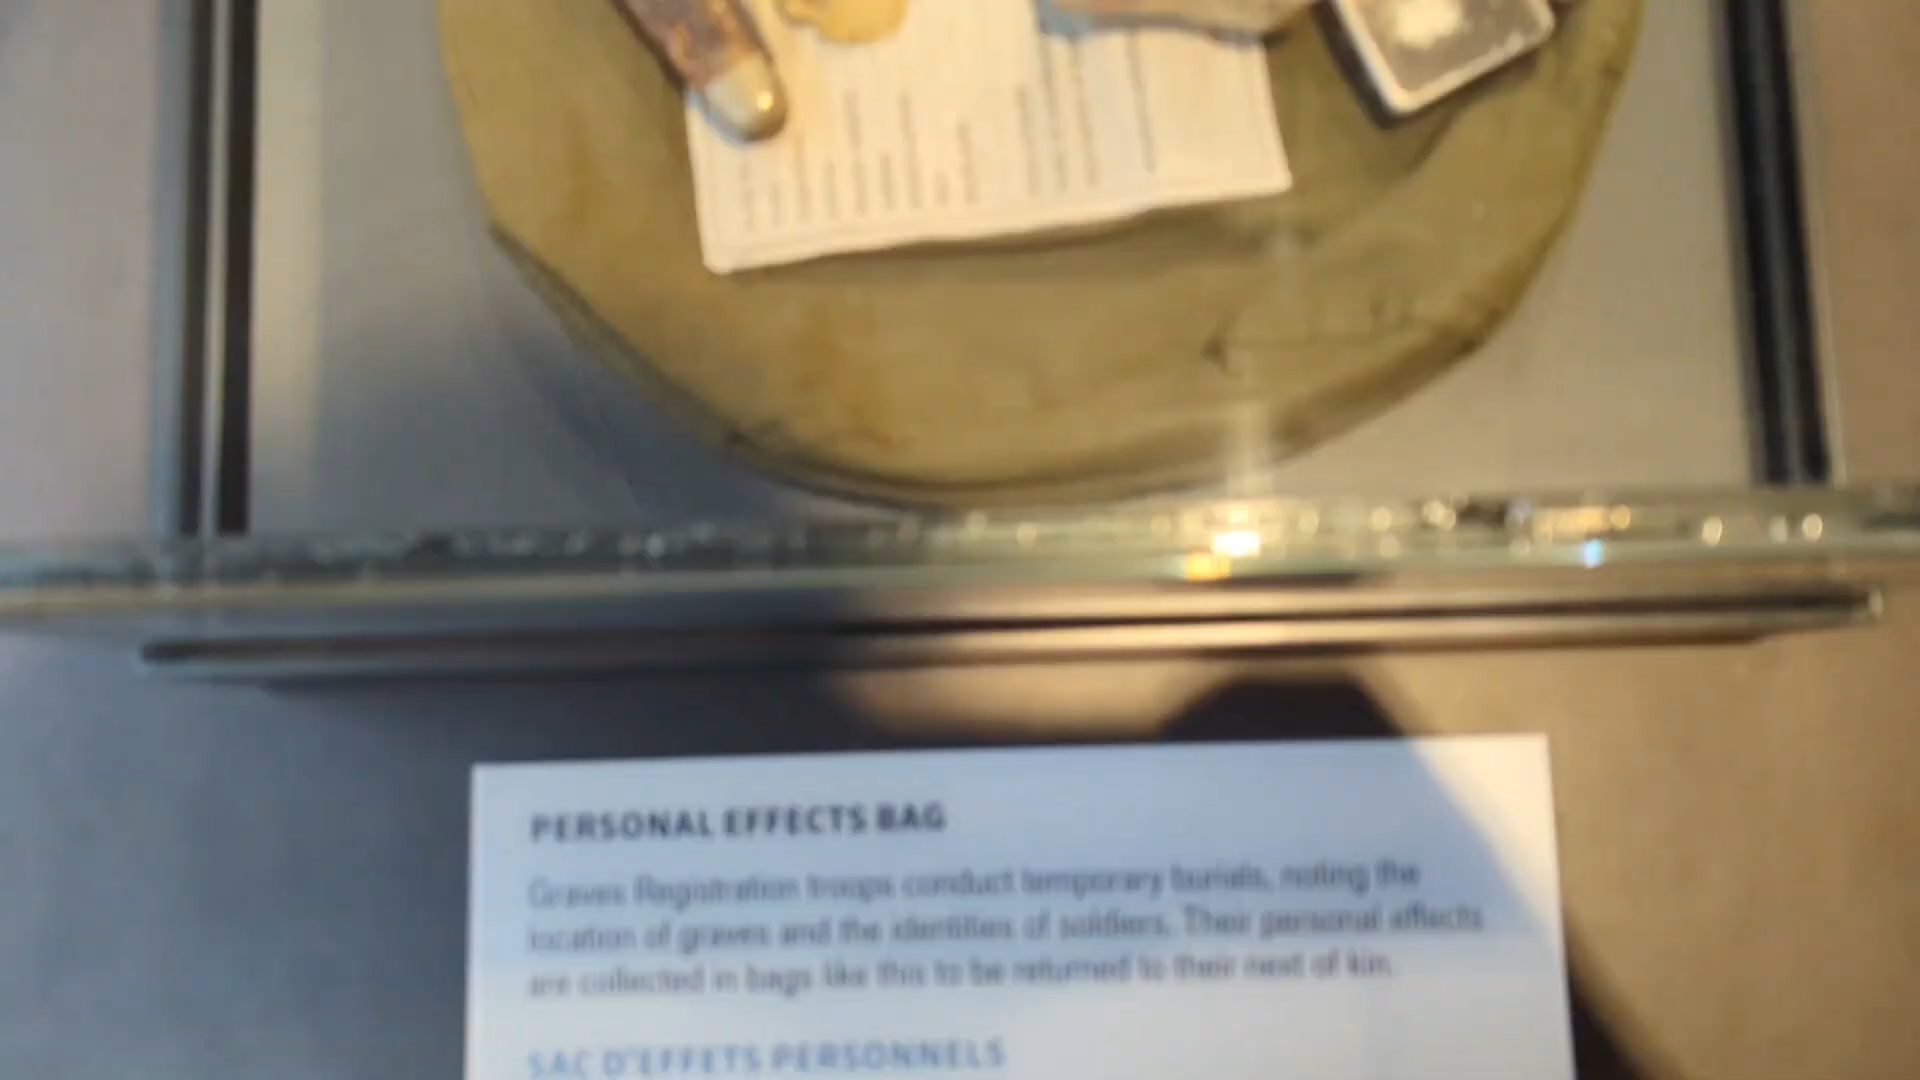 PERSONAL EFFECTS BAG
Graves Registration troops conduct temporary burials, noting the
location of graves and the identities of soldiers. Their personal effects
are collected in bags like this to be returned to their next of kin.
SAC D'EFFETS PERSONNELS